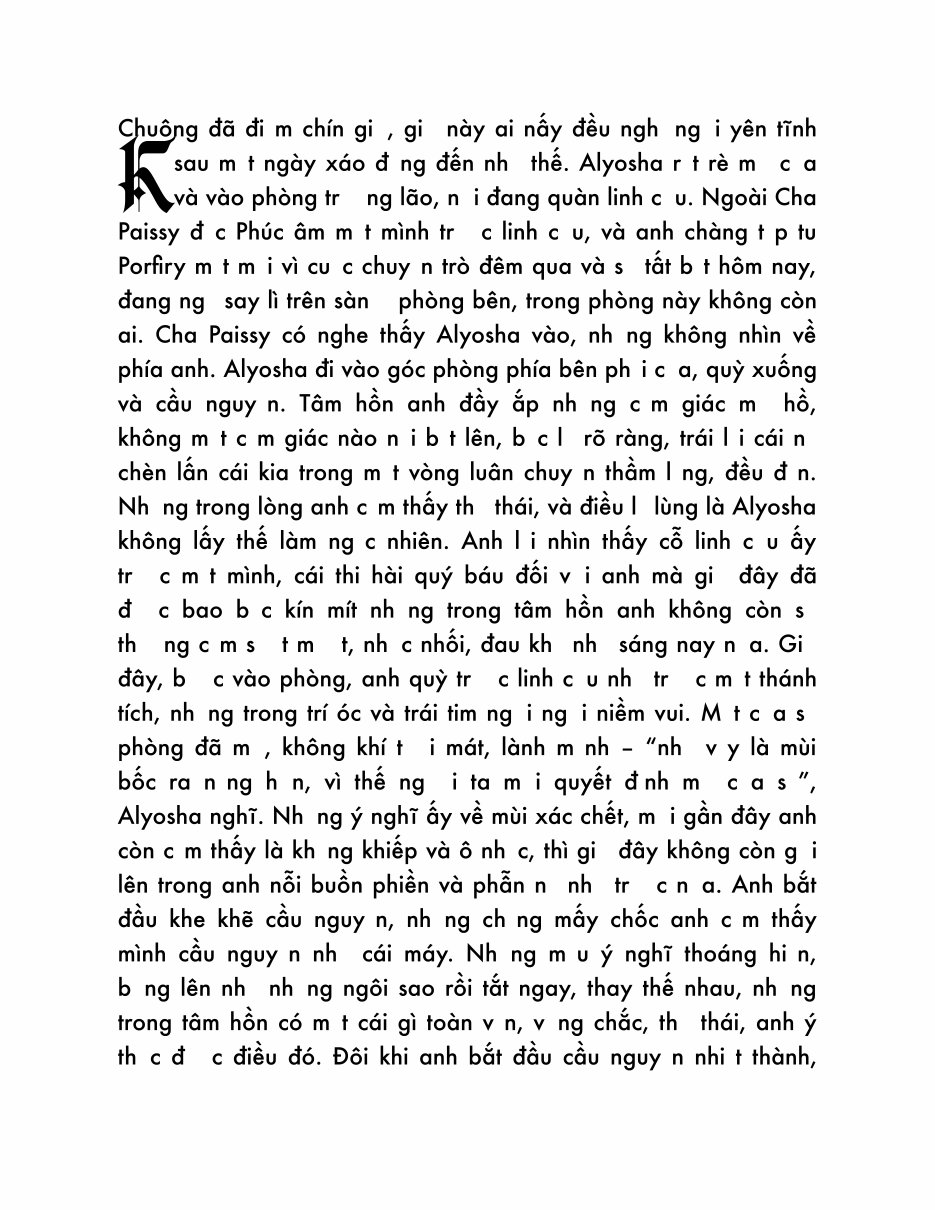 Chuông đã đi m chín gi , gi này ai nấy đều ngh ng i yên tĩnh
K sau m t ngày xáo đ ng đến nh thế. Alyosha r t rè m c a
và vào phòng tr ng lão, n i đang quàn linh c u. Ngoài Cha
Paissy đ c Phúc âm m t mình tr c linh c u, và anh chàng t p tu
Porfiry m t m i vì cu c chuy n trò đêm qua và s tất b t hôm nay,
đang ng say lì trên sàn phòng bên, trong phòng này không còn
ai. Cha Paissy có nghe thấy Alyosha vào, nh ng không nhìn về
phía anh. Alyosha đi vào góc phòng phía bên ph i c a, quỳ xuống
và cầu nguy n. Tâm hồn anh đầy ắp nh ng c m giác m hồ,
không m t c m giác nào n i b t lên, b c l rõ ràng, trái l i cái n
chèn lấn cái kia trong m t vòng luân chuy n thầm l ng, đều đ n.
Nh ng trong lòng anh c m thấy th thái, và điều l lùng là Alyosha
không lấy thế làm ng c nhiên. Anh l i nhìn thấy cỗ linh c u ấy
tr c m t mình, cái thi hài quý báu đối v i anh mà gi đây đã
đ c bao b c kín mít nh ng trong tâm hồn anh không còn s
th ng c m s t m t, nh c nhối, đau kh nh sáng nay n a. Gi
đây, b c vào phòng, anh quỳ tr c linh c u nh tr c m t thánh
tích, nh ng trong trí óc và trái tim ng i ng i niềm vui. M t c a s
phòng đã m , không khí t i mát, lành m nh – “nh v y là mùi
bốc ra n ng h n, vì thế ng i ta m i quyết đ nh m c a s ”,
Alyosha nghĩ. Nh ng ý nghĩ ấy về mùi xác chết, m i gần đây anh
còn c m thấy là kh ng khiếp và ô nh c, thì gi đây không còn g i
lên trong anh nỗi buồn phiền và phẫn n nh tr c n a. Anh bắt
đầu khe khẽ cầu nguy n, nh ng ch ng mấy chốc anh c m thấy
mình cầu nguy n nh cái máy. Nh ng m u ý nghĩ thoáng hi n,
b ng lên nh nh ng ngôi sao rồi tắt ngay, thay thế nhau, nh ng
trong tâm hồn có m t cái gì toàn v n, v ng chắc, th thái, anh ý
th c đ c điều đó. Đôi khi anh bắt đầu cầu nguy n nhi t thành,